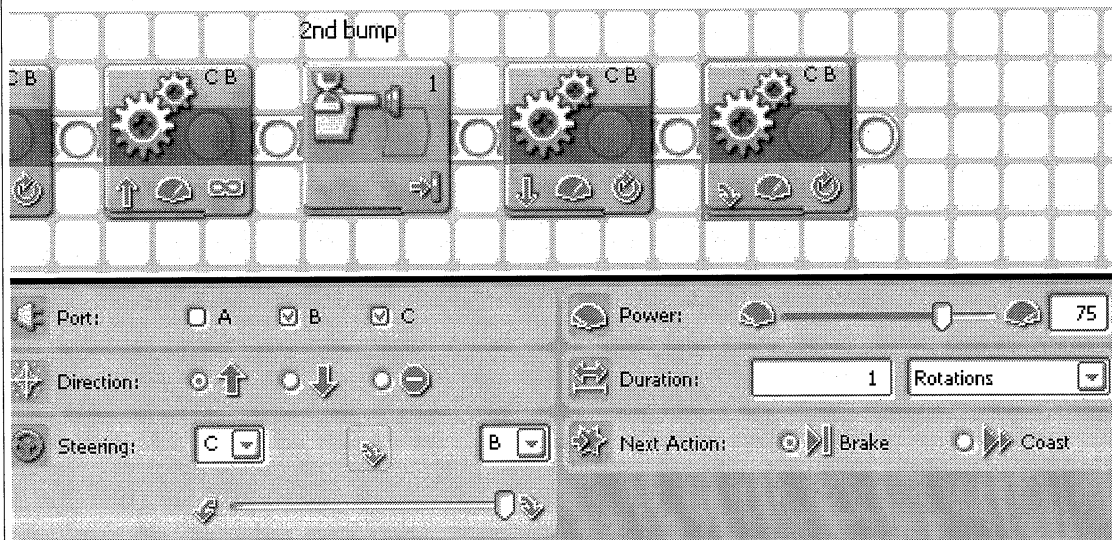 2nd bump
C B
C B
1
C B
C B
Port: A B C
Power: 75
Direction:
Duration: 1 Rotations
Steering: C B
Next Action: Brake Coast